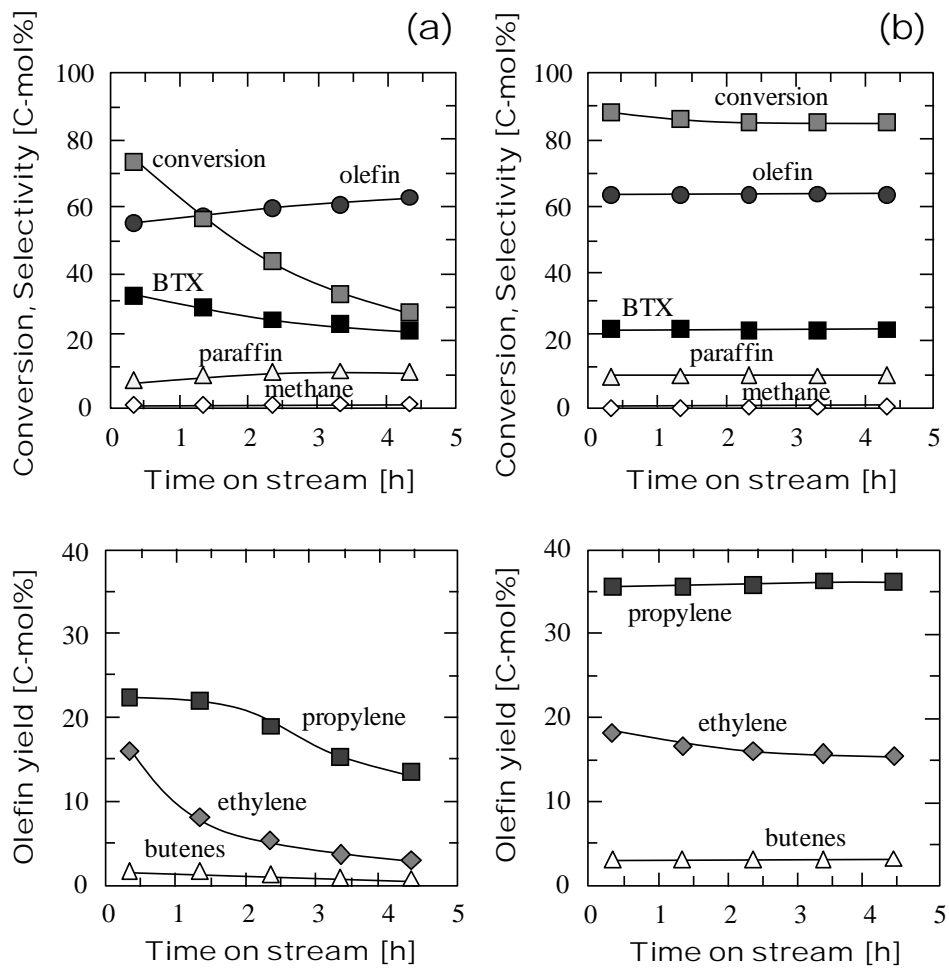 (a)
Conversion, Selectivity [C-mol%]
100
80
60
40
20
0
conversion
olefin
BTX
paraffin
methane
0 1 2 3 4 5
Time on stream [h]
(b)
Conversion, Selectivity [C-mol%]
100
80
60
40
20
0
conversion
olefin
BTX
paraffin
methane
0 1 2 3 4 5
Time on stream [h]
Olefin yield [C-mol%]
40
30
20
10
0
propylene
ethylene
butenes
0 1 2 3 4 5
Time on stream [h]
Olefin yield [C-mol%]
40
30
20
10
0
propylene
ethylene
butenes
0 1 2 3 4 5
Time on stream [h]